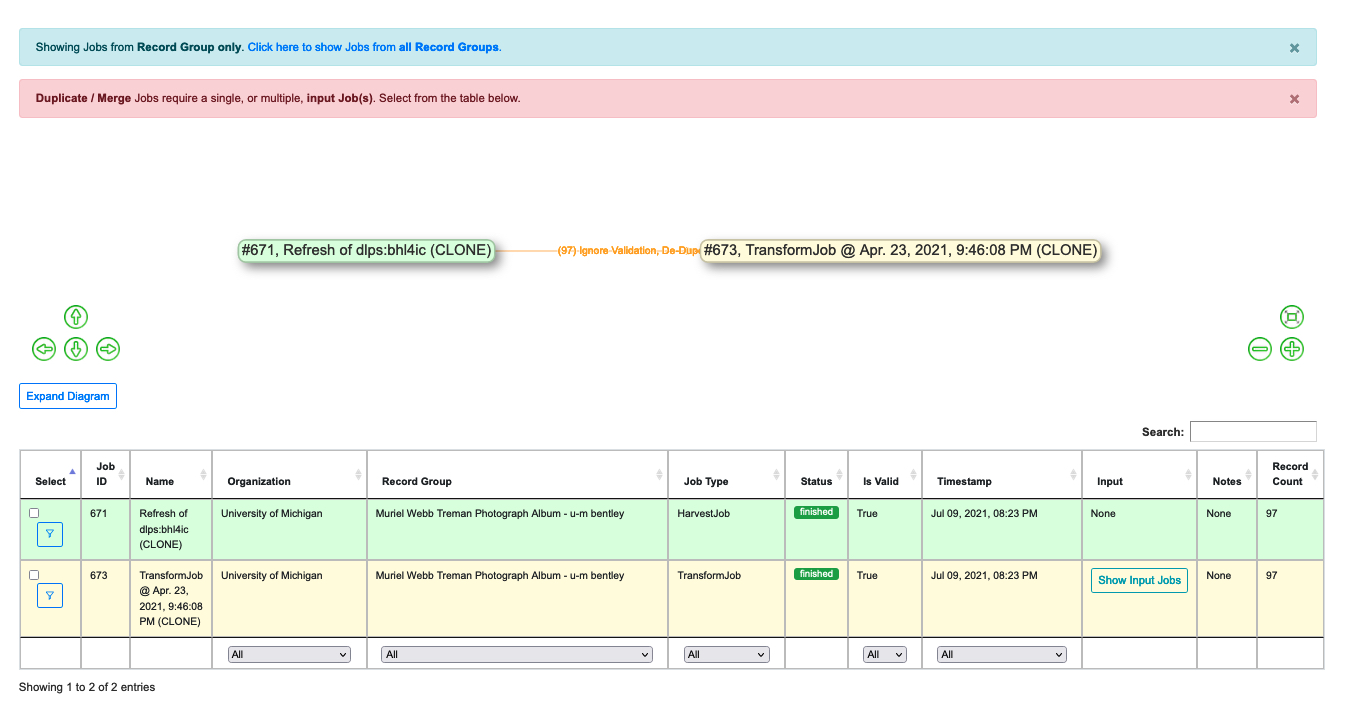 Showing Jobs from Record Group only. Click here to show Jobs from all Record Groups.
×
Duplicate / Merge Jobs require a single, or multiple, input Job(s). Select from the table below.
×
#671, Refresh of dlps:bhl4ic (CLONE)
(97) Ignore Validation, De-Dupe
#673, TransformJob @ Apr. 23, 2021, 9:46:08 PM (CLONE)
Expand Diagram
Search:
Select
Job
ID
Name
Organization
Record Group
Job Type
Status
Is Valid
Timestamp
Input
Notes
Record
Count
671
Refresh of
dlps:bhl4ic
(CLONE)
University of Michigan
Muriel Webb Treman Photograph Album - u-m bentley
HarvestJob
finished
True
Jul 09, 2021, 08:23 PM
None
None
97
673
TransformJob
@ Apr. 23,
2021, 9:46:08
PM (CLONE)
University of Michigan
Muriel Webb Treman Photograph Album - u-m bentley
TransformJob
finished
True
Jul 09, 2021, 08:23 PM
Show Input Jobs
None
97
All
All
All
All
All
Showing 1 to 2 of 2 entries